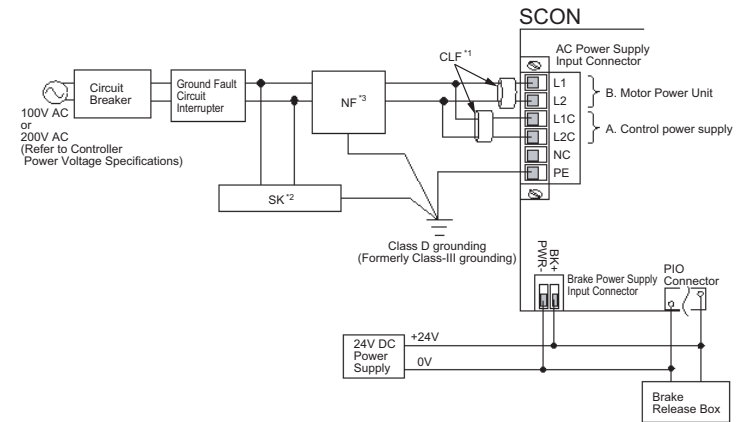 SCON
AC Power Supply
Input Connector
CLF*1
L1
L2
L1C
L2C
NC
PE
B. Motor Power Unit
A. Control power supply
Circuit
Breaker
Ground Fault
Circuit
Interrupter
NF*3
100V AC
or
200V AC
(Refer to Controller
Power Voltage Specifications)
SK*2
Class D grounding
(Formerly Class-III grounding)
PWR-
BK+
Brake Power Supply
Input Connector
PIO
Connector
24V DC
Power
Supply
+24V
0V
Brake
Release Box